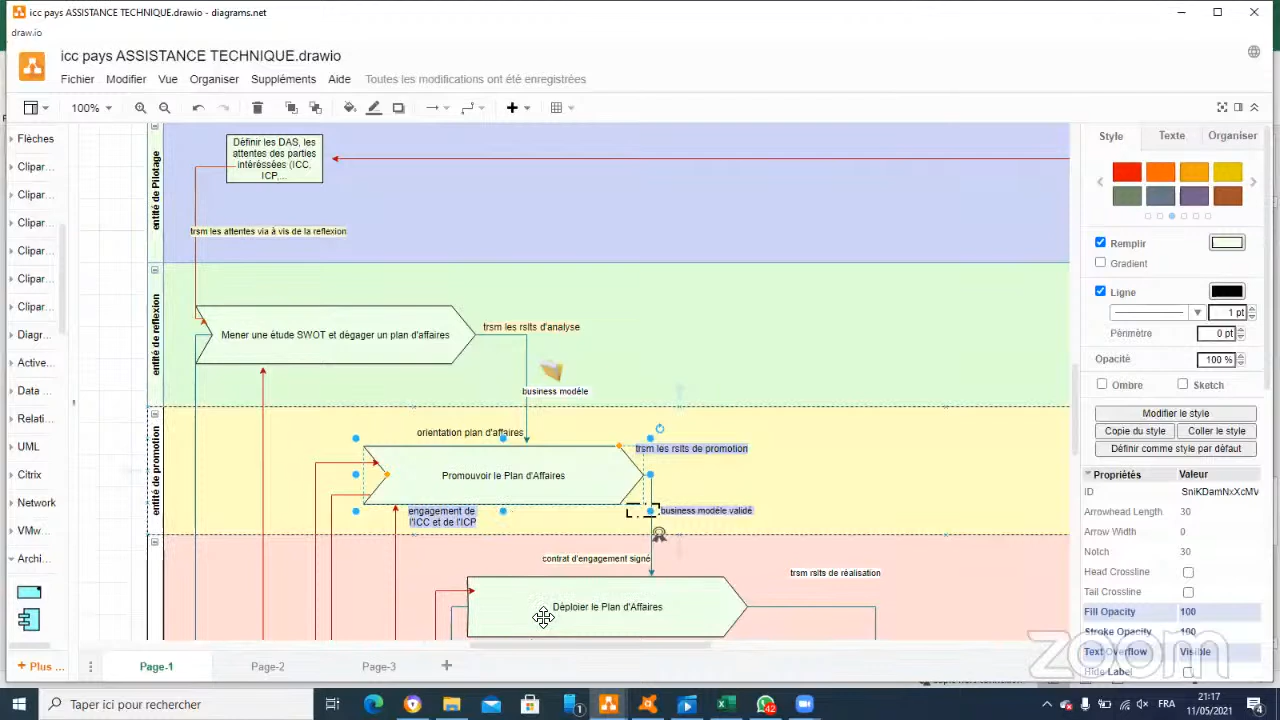 icc pays ASSISTANCE TECHNIQUE.drawio - diagrams.net
draw.io
icc pays ASSISTANCE TECHNIQUE.drawio
Fichier Modifier Vue Organiser Suppléments Aide Toutes les modifications ont été enregistrées
100%
Flèches
Clipar...
Clipar...
Clipar...
Clipar...
Clipar...
Clipar...
Diagr...
Active...
Data ...
Relati...
UML
Citrix
Network
VMw...
Archi...
+ Plus ...
entité de Pilotage
Définir les DAS, les
attentes des parties
intéréssées (ICC,
ICP,...
trsm les attentes via à vis de la reflexion
entité de reflexion
Mener une étude SWOT et dégager un plan d'affaires
trsm les rslts d'analyse
business modéle
entité de promotion
orientation plan d'affaires
Promouvoir le Plan d'Affaires
trsm les rslts de promotion
engagement de
l'ICC et de l'ICP
business modéle validé
contrat d'engagement signé
trsm rslts de réalisation
Déploier le Plan d'Affaires
Style Texte Organiser
Remplir
Gradient
Ligne
1 pt
Périmètre 0 pt
Opacité 100 %
Ombre Sketch
Modifier le style
Copie du style Coller le style
Définir comme style par défaut
Propriétés Valeur
ID SniKDamNxXcMV
Arrowhead Length 30
Arrow Width 0
Notch 30
Head Crossline
Tail Crossline
Fill Opacity 100
Stroke Opacity 100
Text Overflow Visible
Hide Label
zoom
Page-1 Page-2 Page-3
Taper ici pour rechercher
1
42
FRA
21:17
11/05/2021